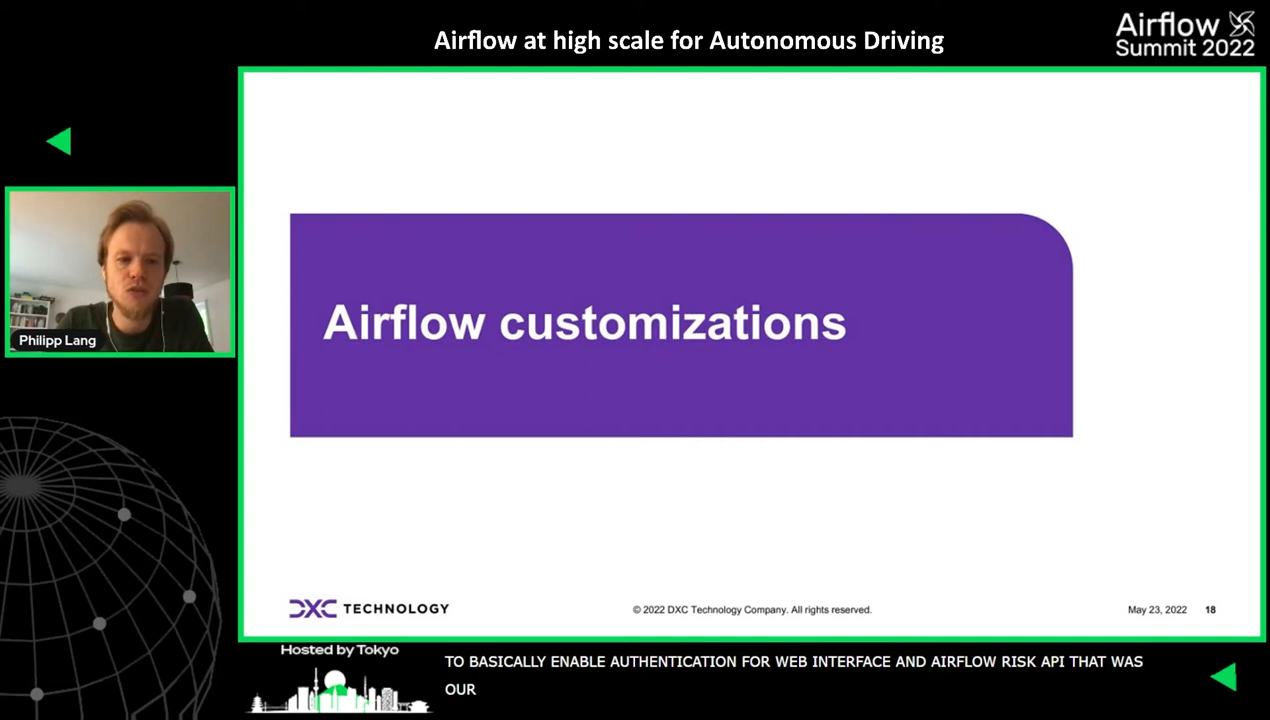 Airflow at high scale for Autonomous Driving
Airflow
Summit 2022
Philipp Lang
Airflow customizations
DXC TECHNOLOGY
© 2022 DXC Technology Company. All rights reserved.
May 23, 2022 18
Hosted by Tokyo
TO BASICALLY ENABLE AUTHENTICATION FOR WEB INTERFACE AND AIRFLOW RISK API THAT WAS
OUR